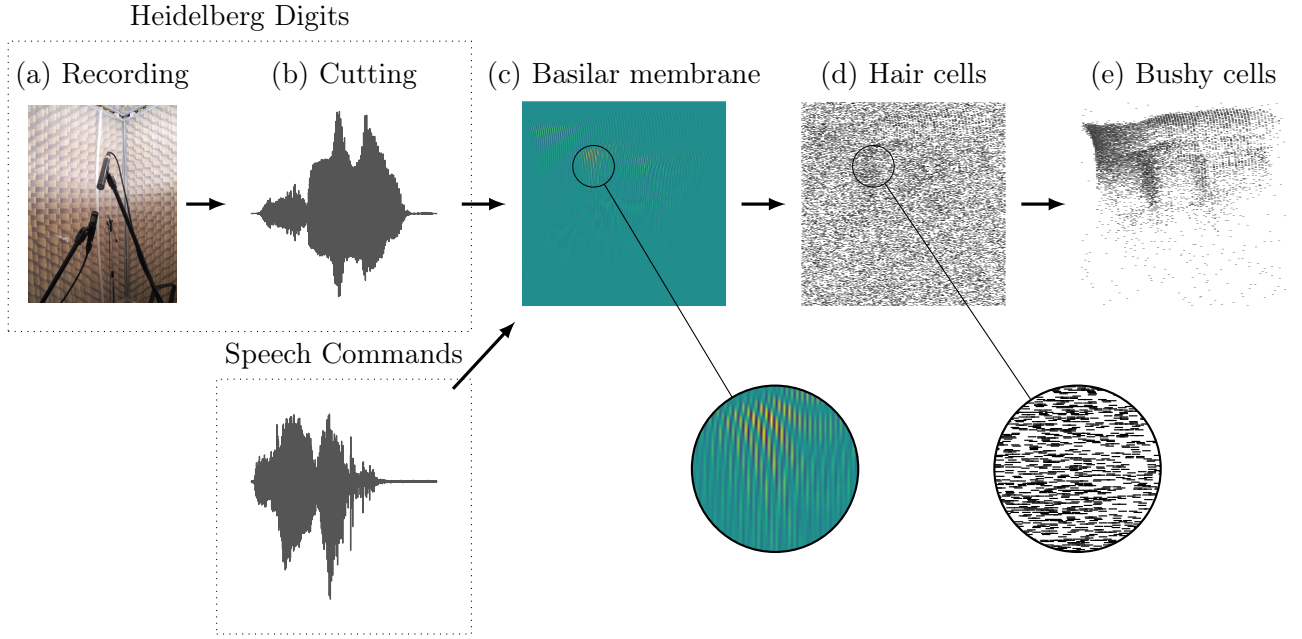 Heidelberg Digits
(a) Recording
(b) Cutting
(c) Basilar membrane
(d) Hair cells
(e) Bushy cells
Speech Commands